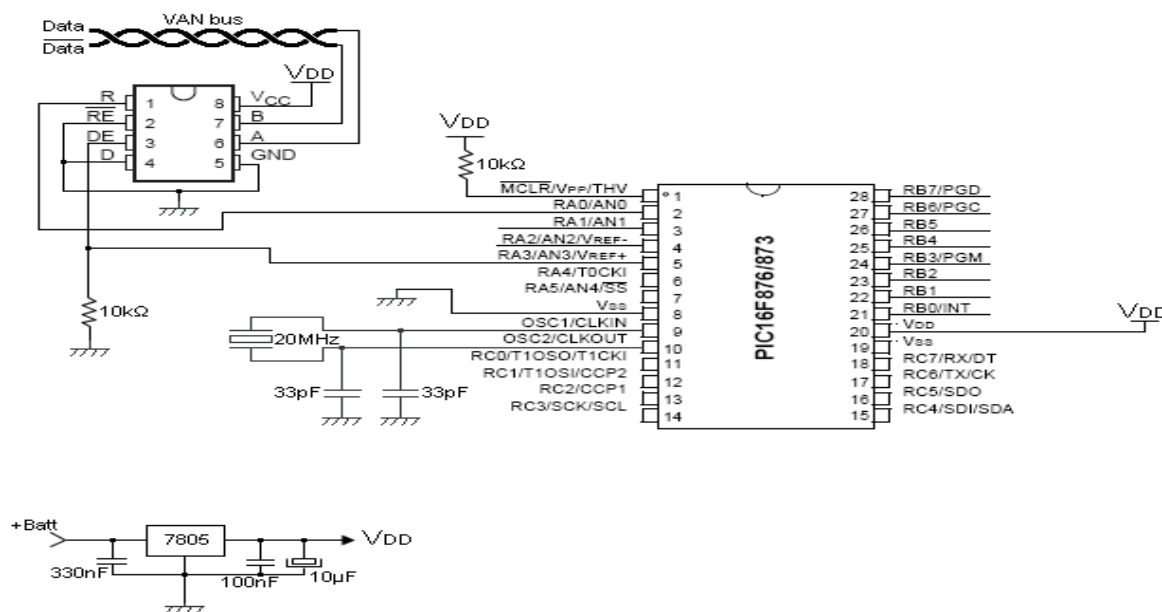 Data
VAN bus
Data
VDD
R
1
8
VCC
RE
2
7
B
DE
3
6
A
D
4
5
GND
VDD
10kΩ
MCLR/VPP/THV
1
RA0/AN0
2
RA1/AN1
3
RA2/AN2/VREF-
4
RA3/AN3/VREF+
5
RA4/T0CKI
6
RA5/AN4/SS
7
VSS
8
OSC1/CLKIN
9
OSC2/CLKOUT
10
RC0/T1OSO/T1CKI
11
RC1/T1OSI/CCP2
12
RC2/CCP1
13
RC3/SCK/SCL
14
PIC16F876/873
28
RB7/PGD
27
RB6/PGC
26
RB5
25
RB4
24
RB3/PGM
23
RB2
22
RB1
21
RB0/INT
20
VDD
19
VSS
18
RC7/RX/DT
17
RC6/TX/CK
16
RC5/SDO
15
RC4/SDI/SDA
VDD
10kΩ
20MHz
33pF
33pF
+Batt
7805
VDD
330nF
100nF
10µF